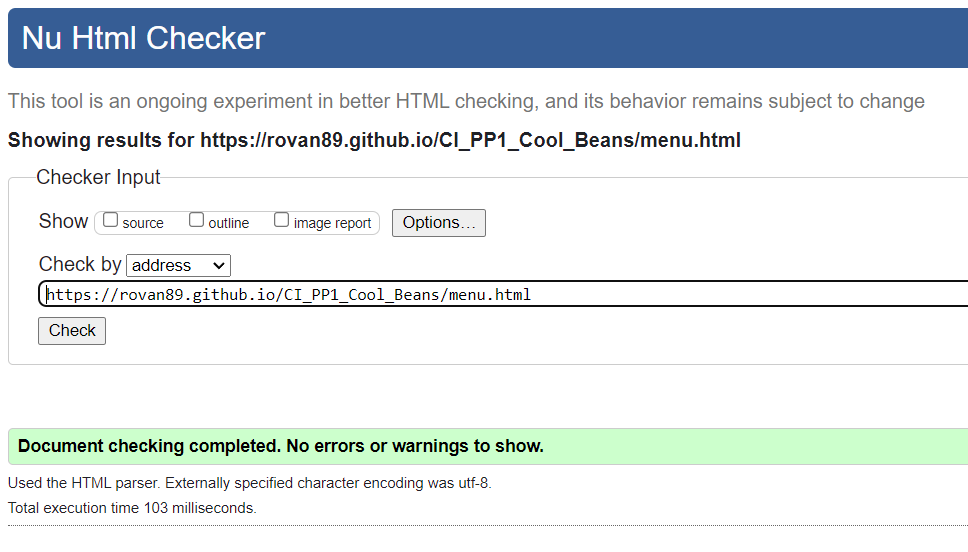 Nu Html Checker
This tool is an ongoing experiment in better HTML checking, and its behavior remains subject to change
Showing results for https://rovan89.github.io/CI_PP1_Cool_Beans/menu.html
Checker Input
Show source outline image report Options…
Check by address
https://rovan89.github.io/CI_PP1_Cool_Beans/menu.html
Check
Document checking completed. No errors or warnings to show.
Used the HTML parser. Externally specified character encoding was utf-8.
Total execution time 103 milliseconds.